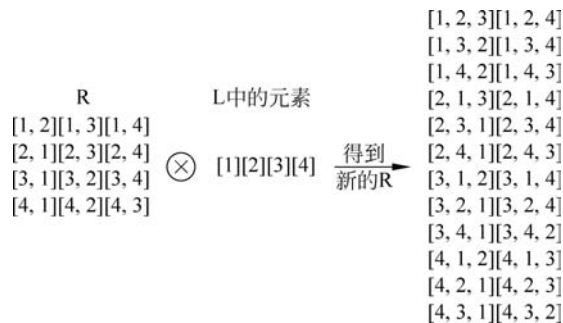 R
[1, 2][1, 3][1, 4]
[2, 1][2, 3][2, 4]
[3, 1][3, 2][3, 4]
[4, 1][4, 2][4, 3]
⊗
L中的元素
[1][2][3][4]
得到
新的R
[1, 2, 3][1, 2, 4]
[1, 3, 2][1, 3, 4]
[1, 4, 2][1, 4, 3]
[2, 1, 3][2, 1, 4]
[2, 3, 1][2, 3, 4]
[2, 4, 1][2, 4, 3]
[3, 1, 2][3, 1, 4]
[3, 2, 1][3, 2, 4]
[3, 4, 1][3, 4, 2]
[4, 1, 2][4, 1, 3]
[4, 2, 1][4, 2, 3]
[4, 3, 1][4, 3, 2]